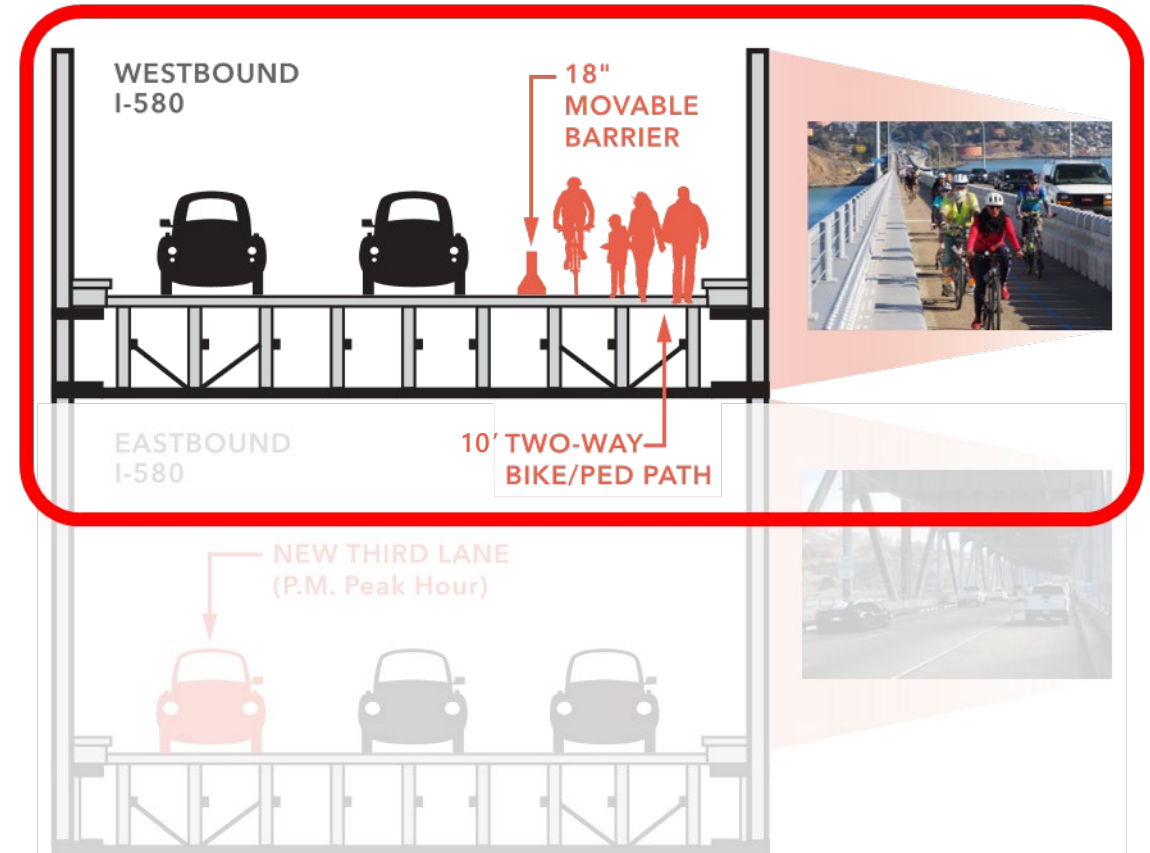 WESTBOUND
I-580
18"
MOVABLE
BARRIER
EASTBOUND
I-580
10' TWO-WAY
BIKE/PED PATH
NEW THIRD LANE
(P.M. Peak Hour)